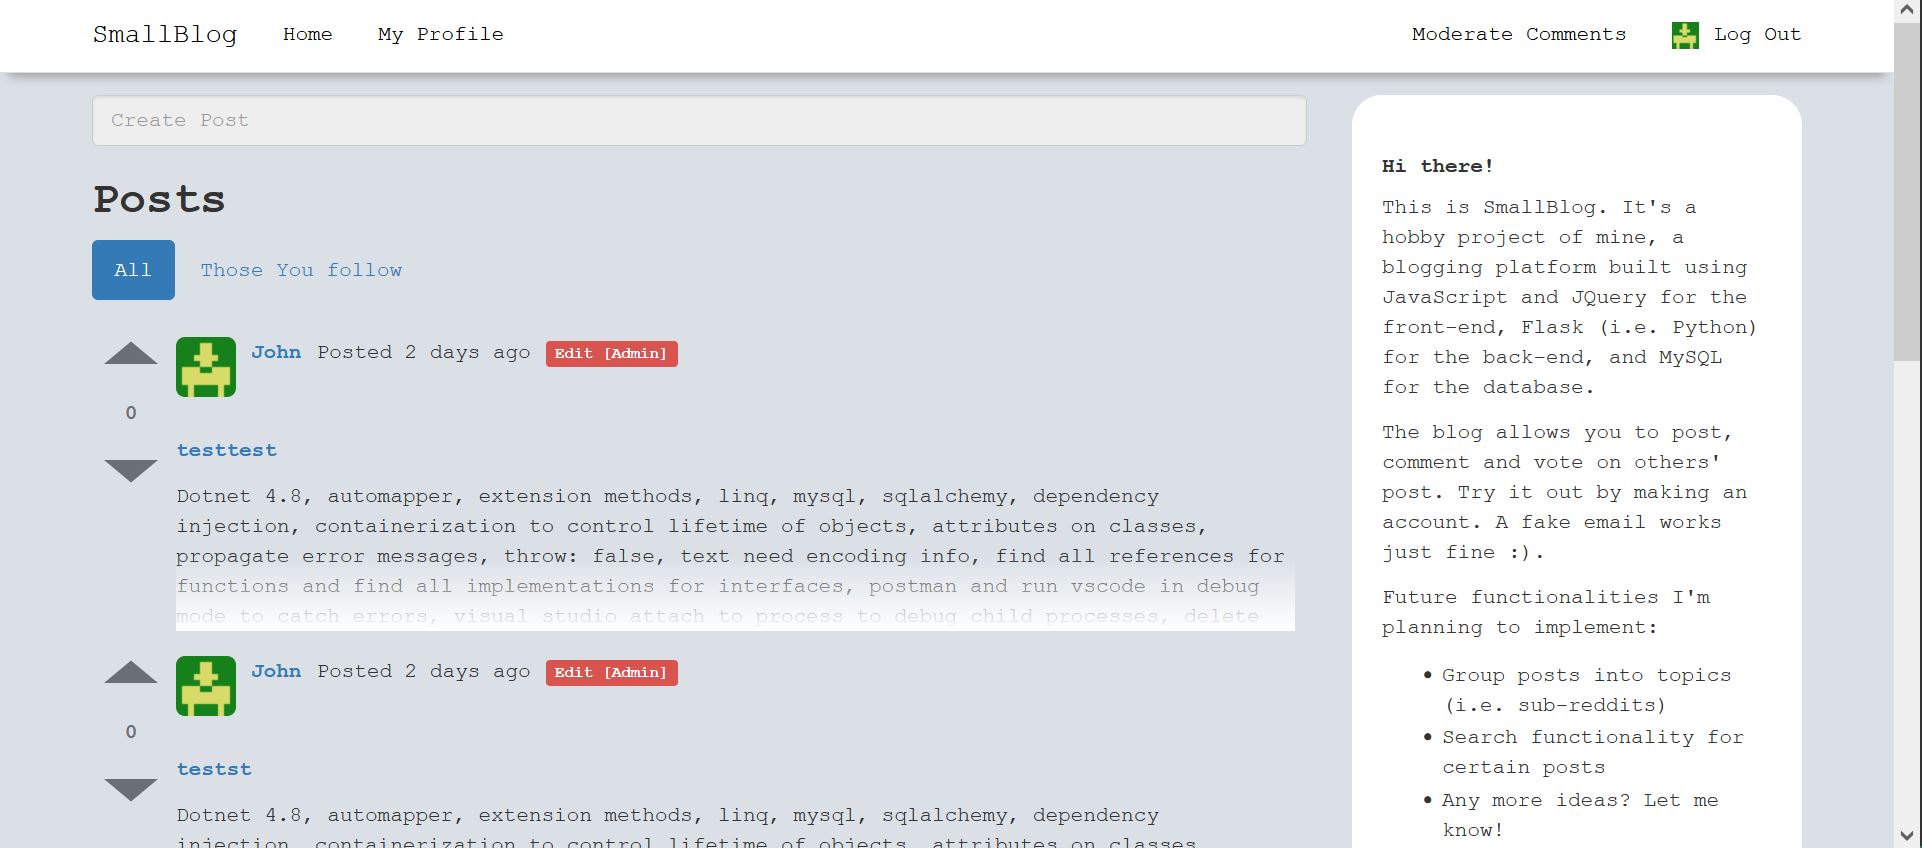 SmallBlog Home My Profile Moderate Comments Log Out
Create Post
Posts
All Those You follow
John Posted 2 days ago Edit [Admin]
0
testtest
Dotnet 4.8, automapper, extension methods, linq, mysql, sqlalchemy, dependency
injection, containerization to control lifetime of objects, attributes on classes,
propagate error messages, throw: false, text need encoding info, find all references for
functions and find all implementations for interfaces, postman and run vscode in debug
mode to catch errors, visual studio attach to process to debug child processes, delete
John Posted 2 days ago Edit [Admin]
0
testst
Dotnet 4.8, automapper, extension methods, linq, mysql, sqlalchemy, dependency
injection, containerization to control lifetime of objects, attributes on classes,
Hi there!
This is SmallBlog. It's a
hobby project of mine, a
blogging platform built using
JavaScript and JQuery for the
front-end, Flask (i.e. Python)
for the back-end, and MySQL
for the database.
The blog allows you to post,
comment and vote on others'
post. Try it out by making an
account. A fake email works
just fine :).
Future functionalities I'm
planning to implement:
• Group posts into topics
(i.e. sub-reddits)
• Search functionality for
certain posts
• Any more ideas? Let me
know!